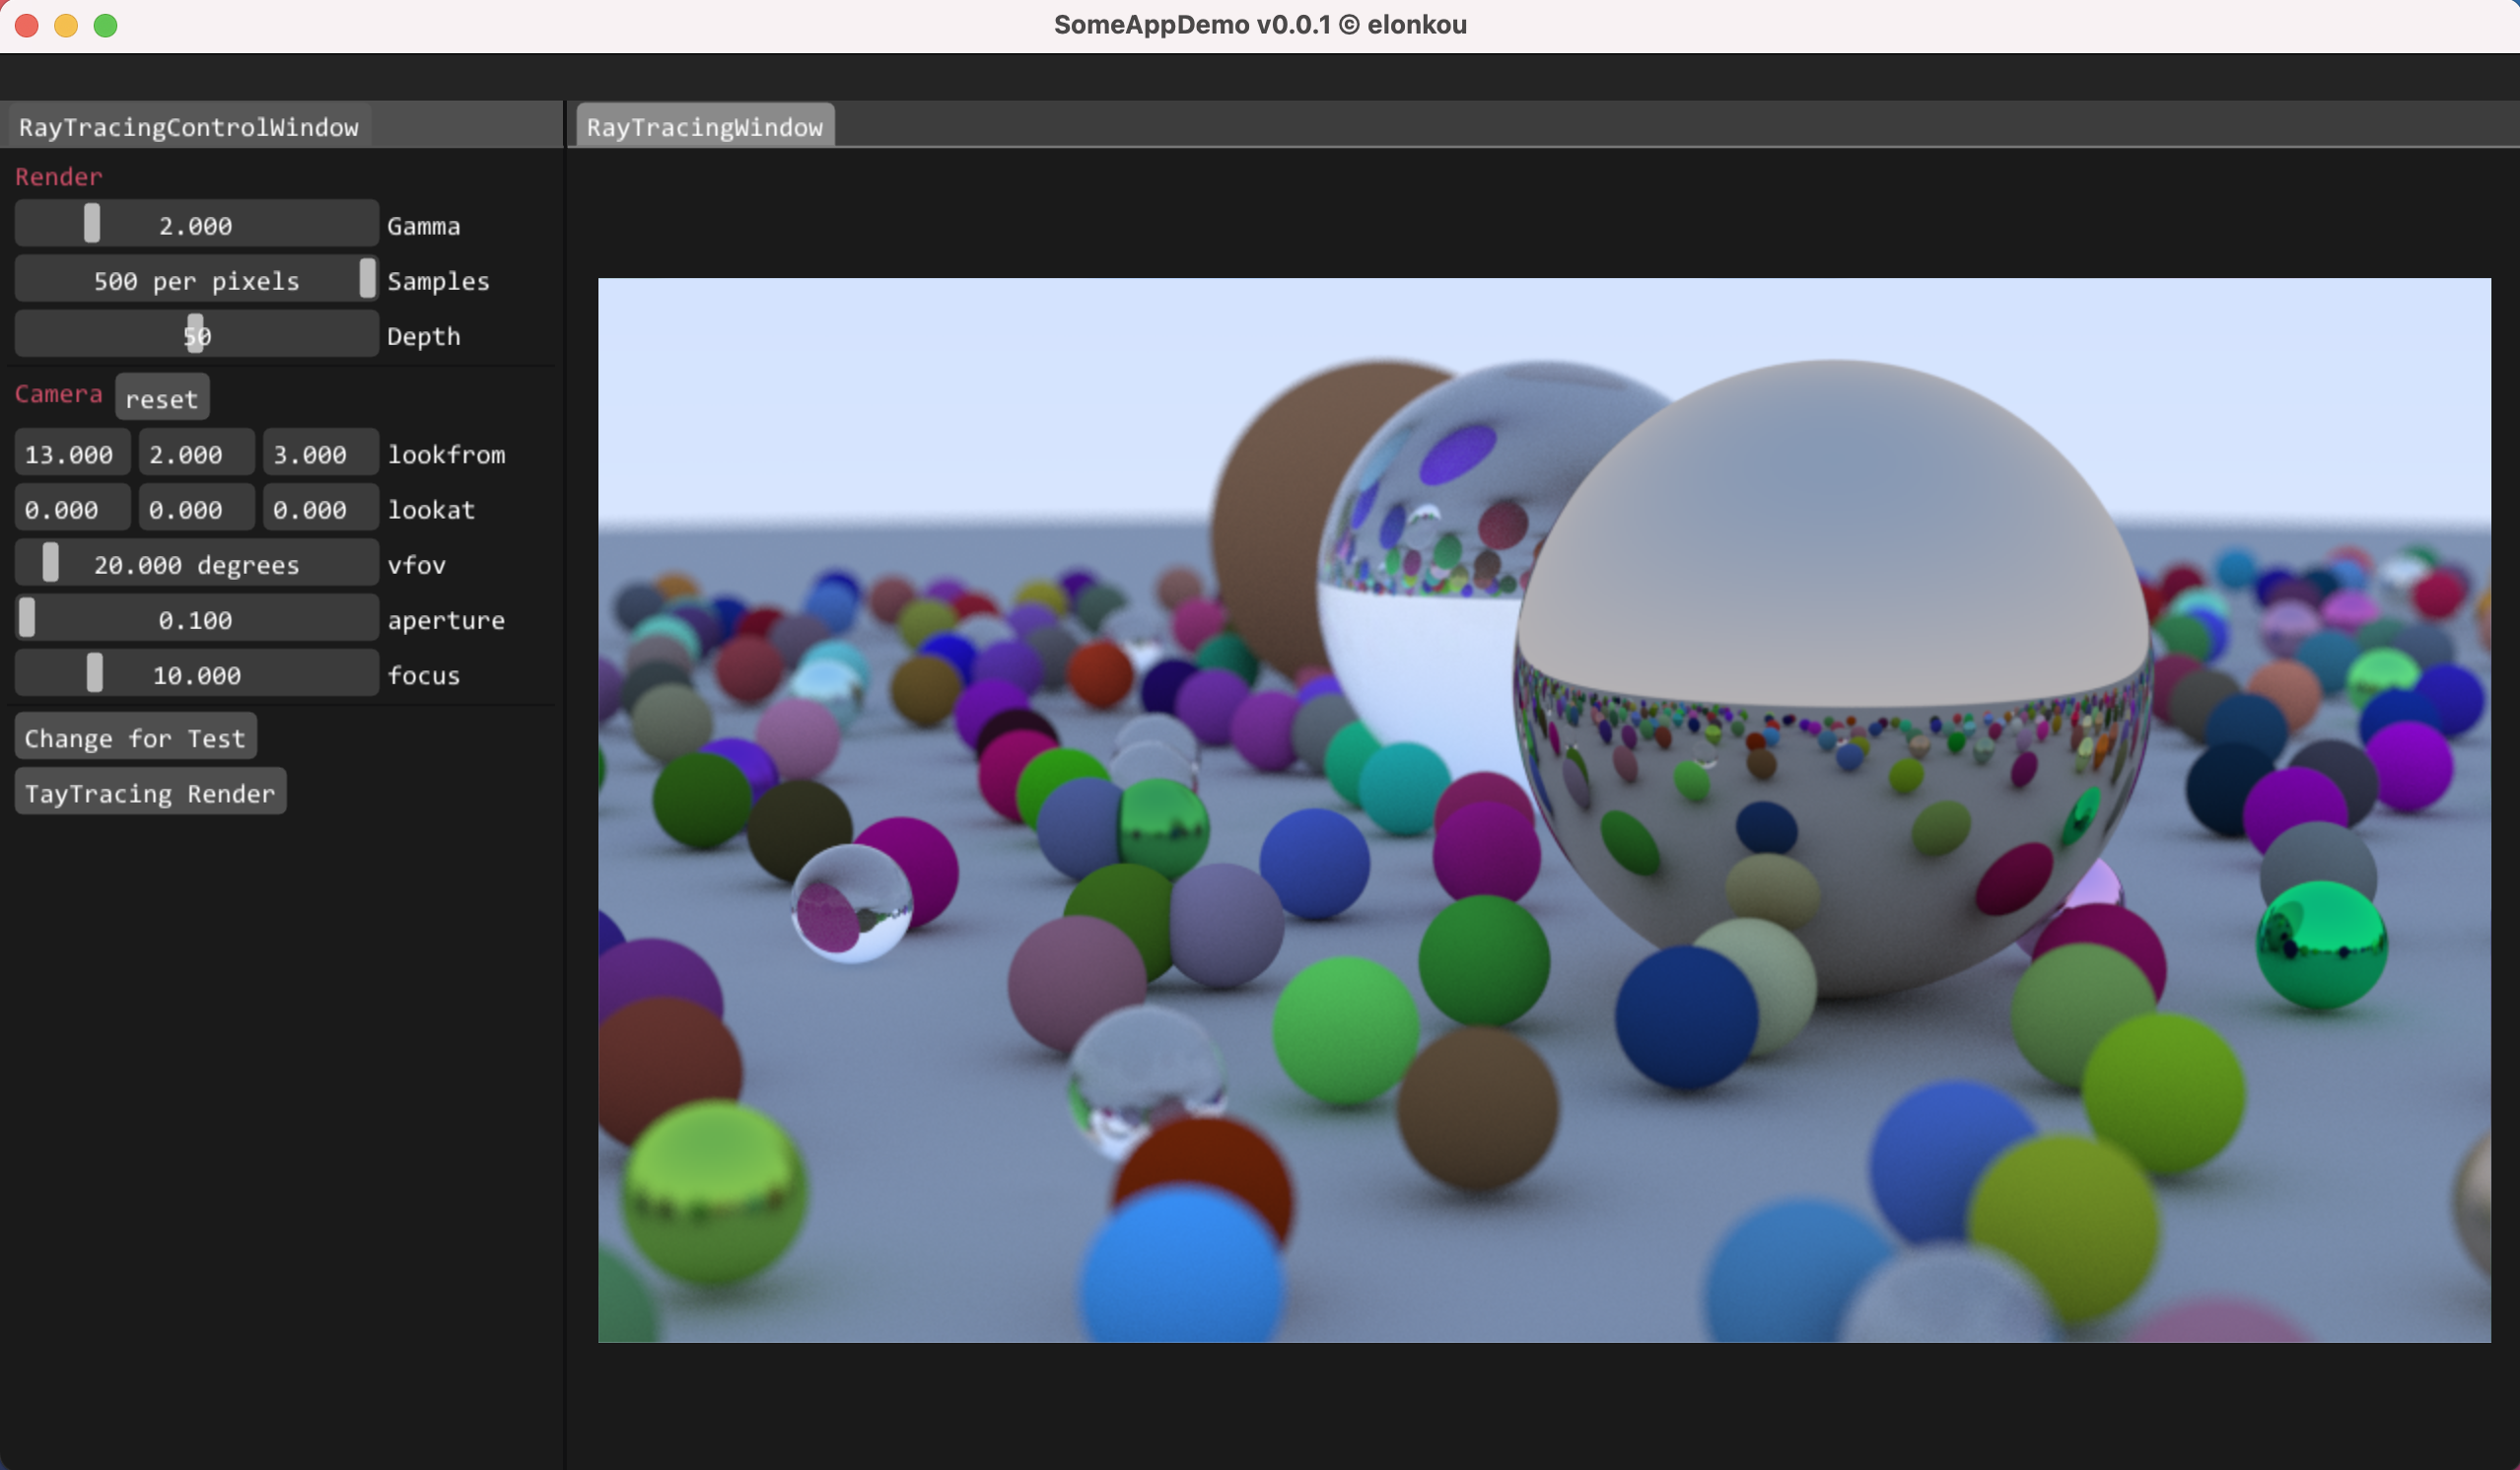 SomeAppDemo v0.0.1 © elonkou
RayTracingControlWindow
RayTracingWindow
Render
2.000 Gamma
500 per pixels Samples
50 Depth
Camera reset
13.000 2.000 3.000 lookfrom
0.000 0.000 0.000 lookat
20.000 degrees vfov
0.100 aperture
10.000 focus
Change for Test
TayTracing Render